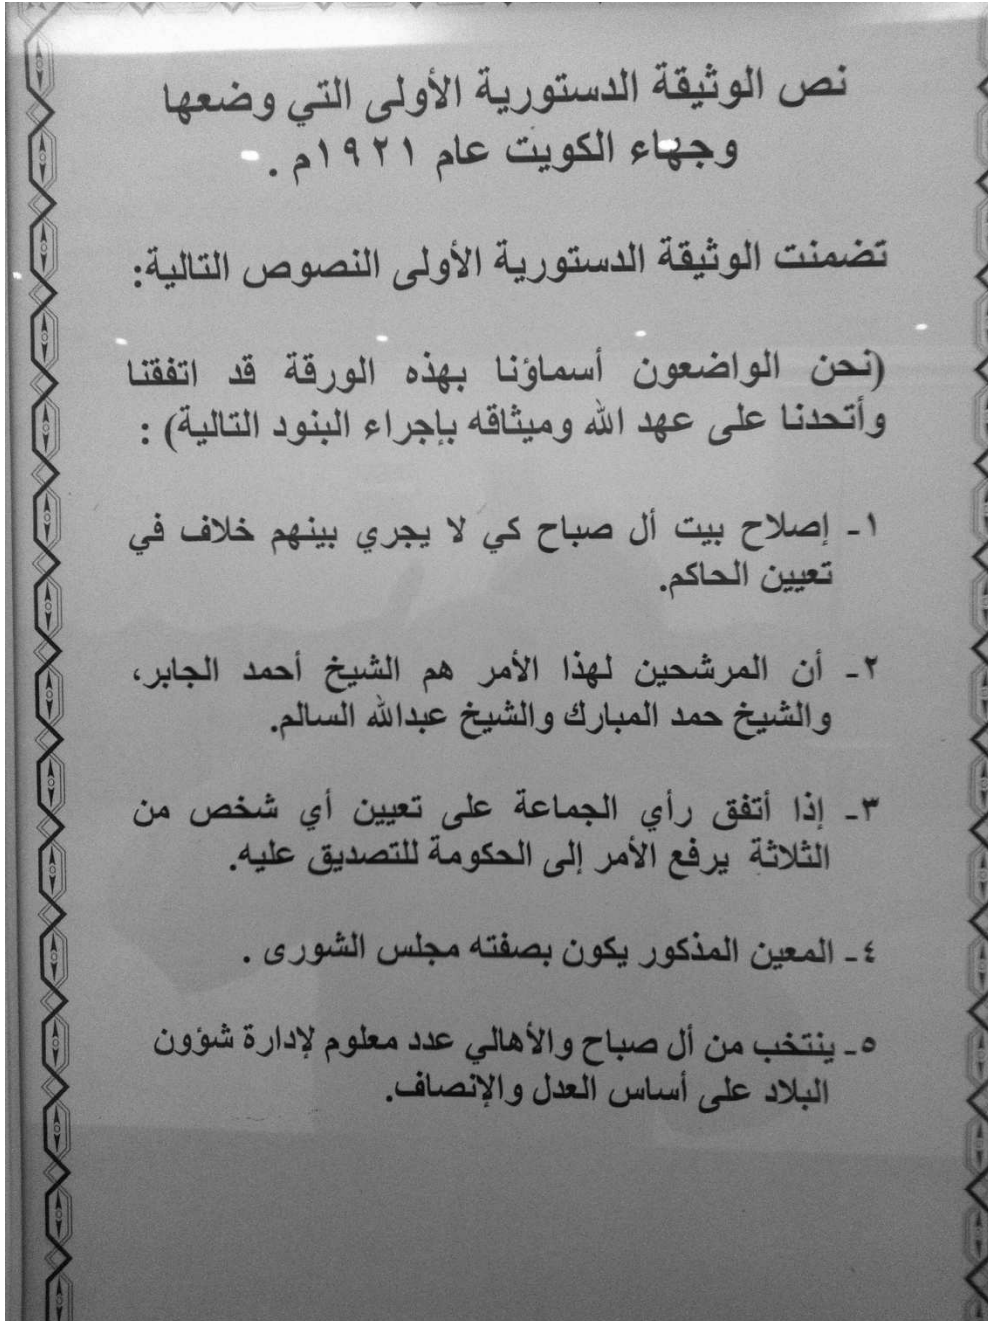 نص الوثيقة الدستورية الأولى التي وضعها
وجهاء الكويت عام ١٩٢١م .
تضمنت الوثيقة الدستورية الأولى النصوص التالية:
(نحن الواضعون أسماؤنا بهذه الورقة قد اتفقتنا
وأتحدنا على عهد الله وميثاقه بإجراء البنود التالية) :
١- إصلاح بيت أل صباح كي لا يجري بينهم خلاف في
تعيين الحاكم.
٢- أن المرشحين لهذا الأمر هم الشيخ أحمد الجابر،
والشيخ حمد المبارك والشيخ عبدالله السالم.
٣- إذا أتفق رأي الجماعة على تعيين أي شخص من
الثلاثة يرفع الأمر إلى الحكومة للتصديق عليه.
٤- المعين المذكور يكون بصفته مجلس الشورى .
٥- ينتخب من أل صباح والأهالي عدد معلوم لإدارة شؤون
البلاد على أساس العدل والإنصاف.